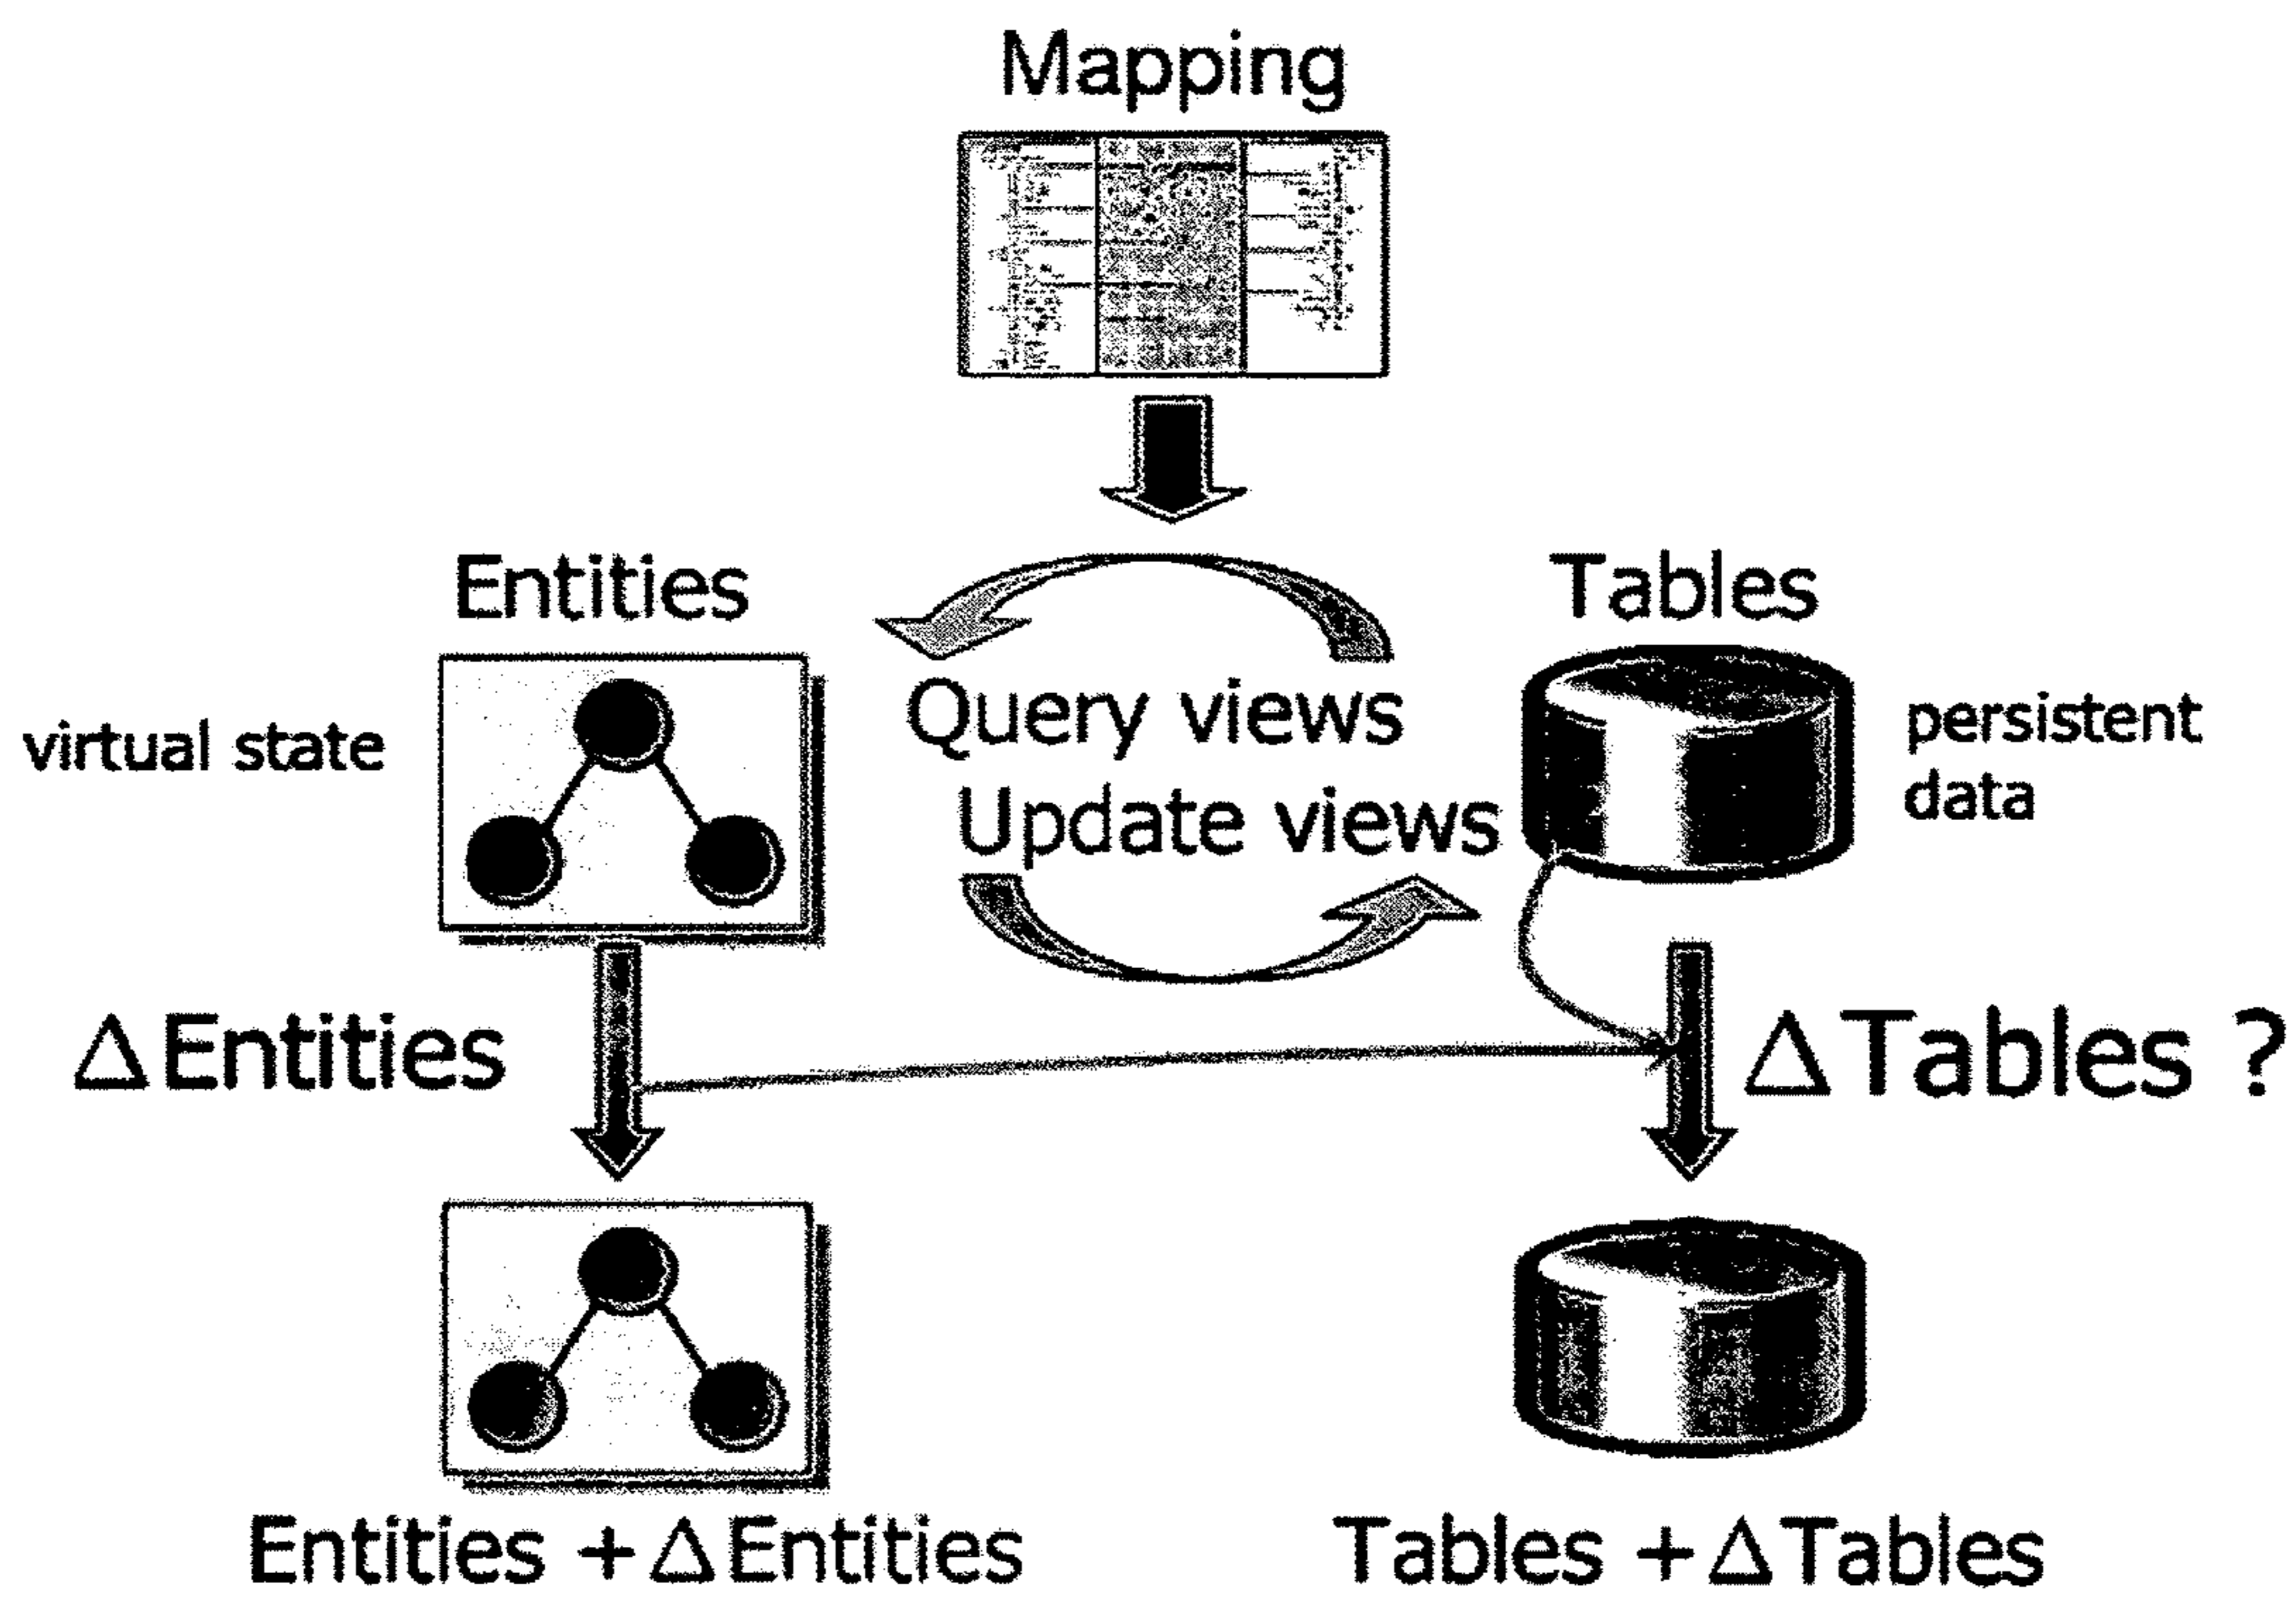 Mapping
Entities
Tables
virtual state
Query views
Update views
persistent
data
ΔEntities
ΔTables ?
Entities +ΔEntities
Tables +ΔTables